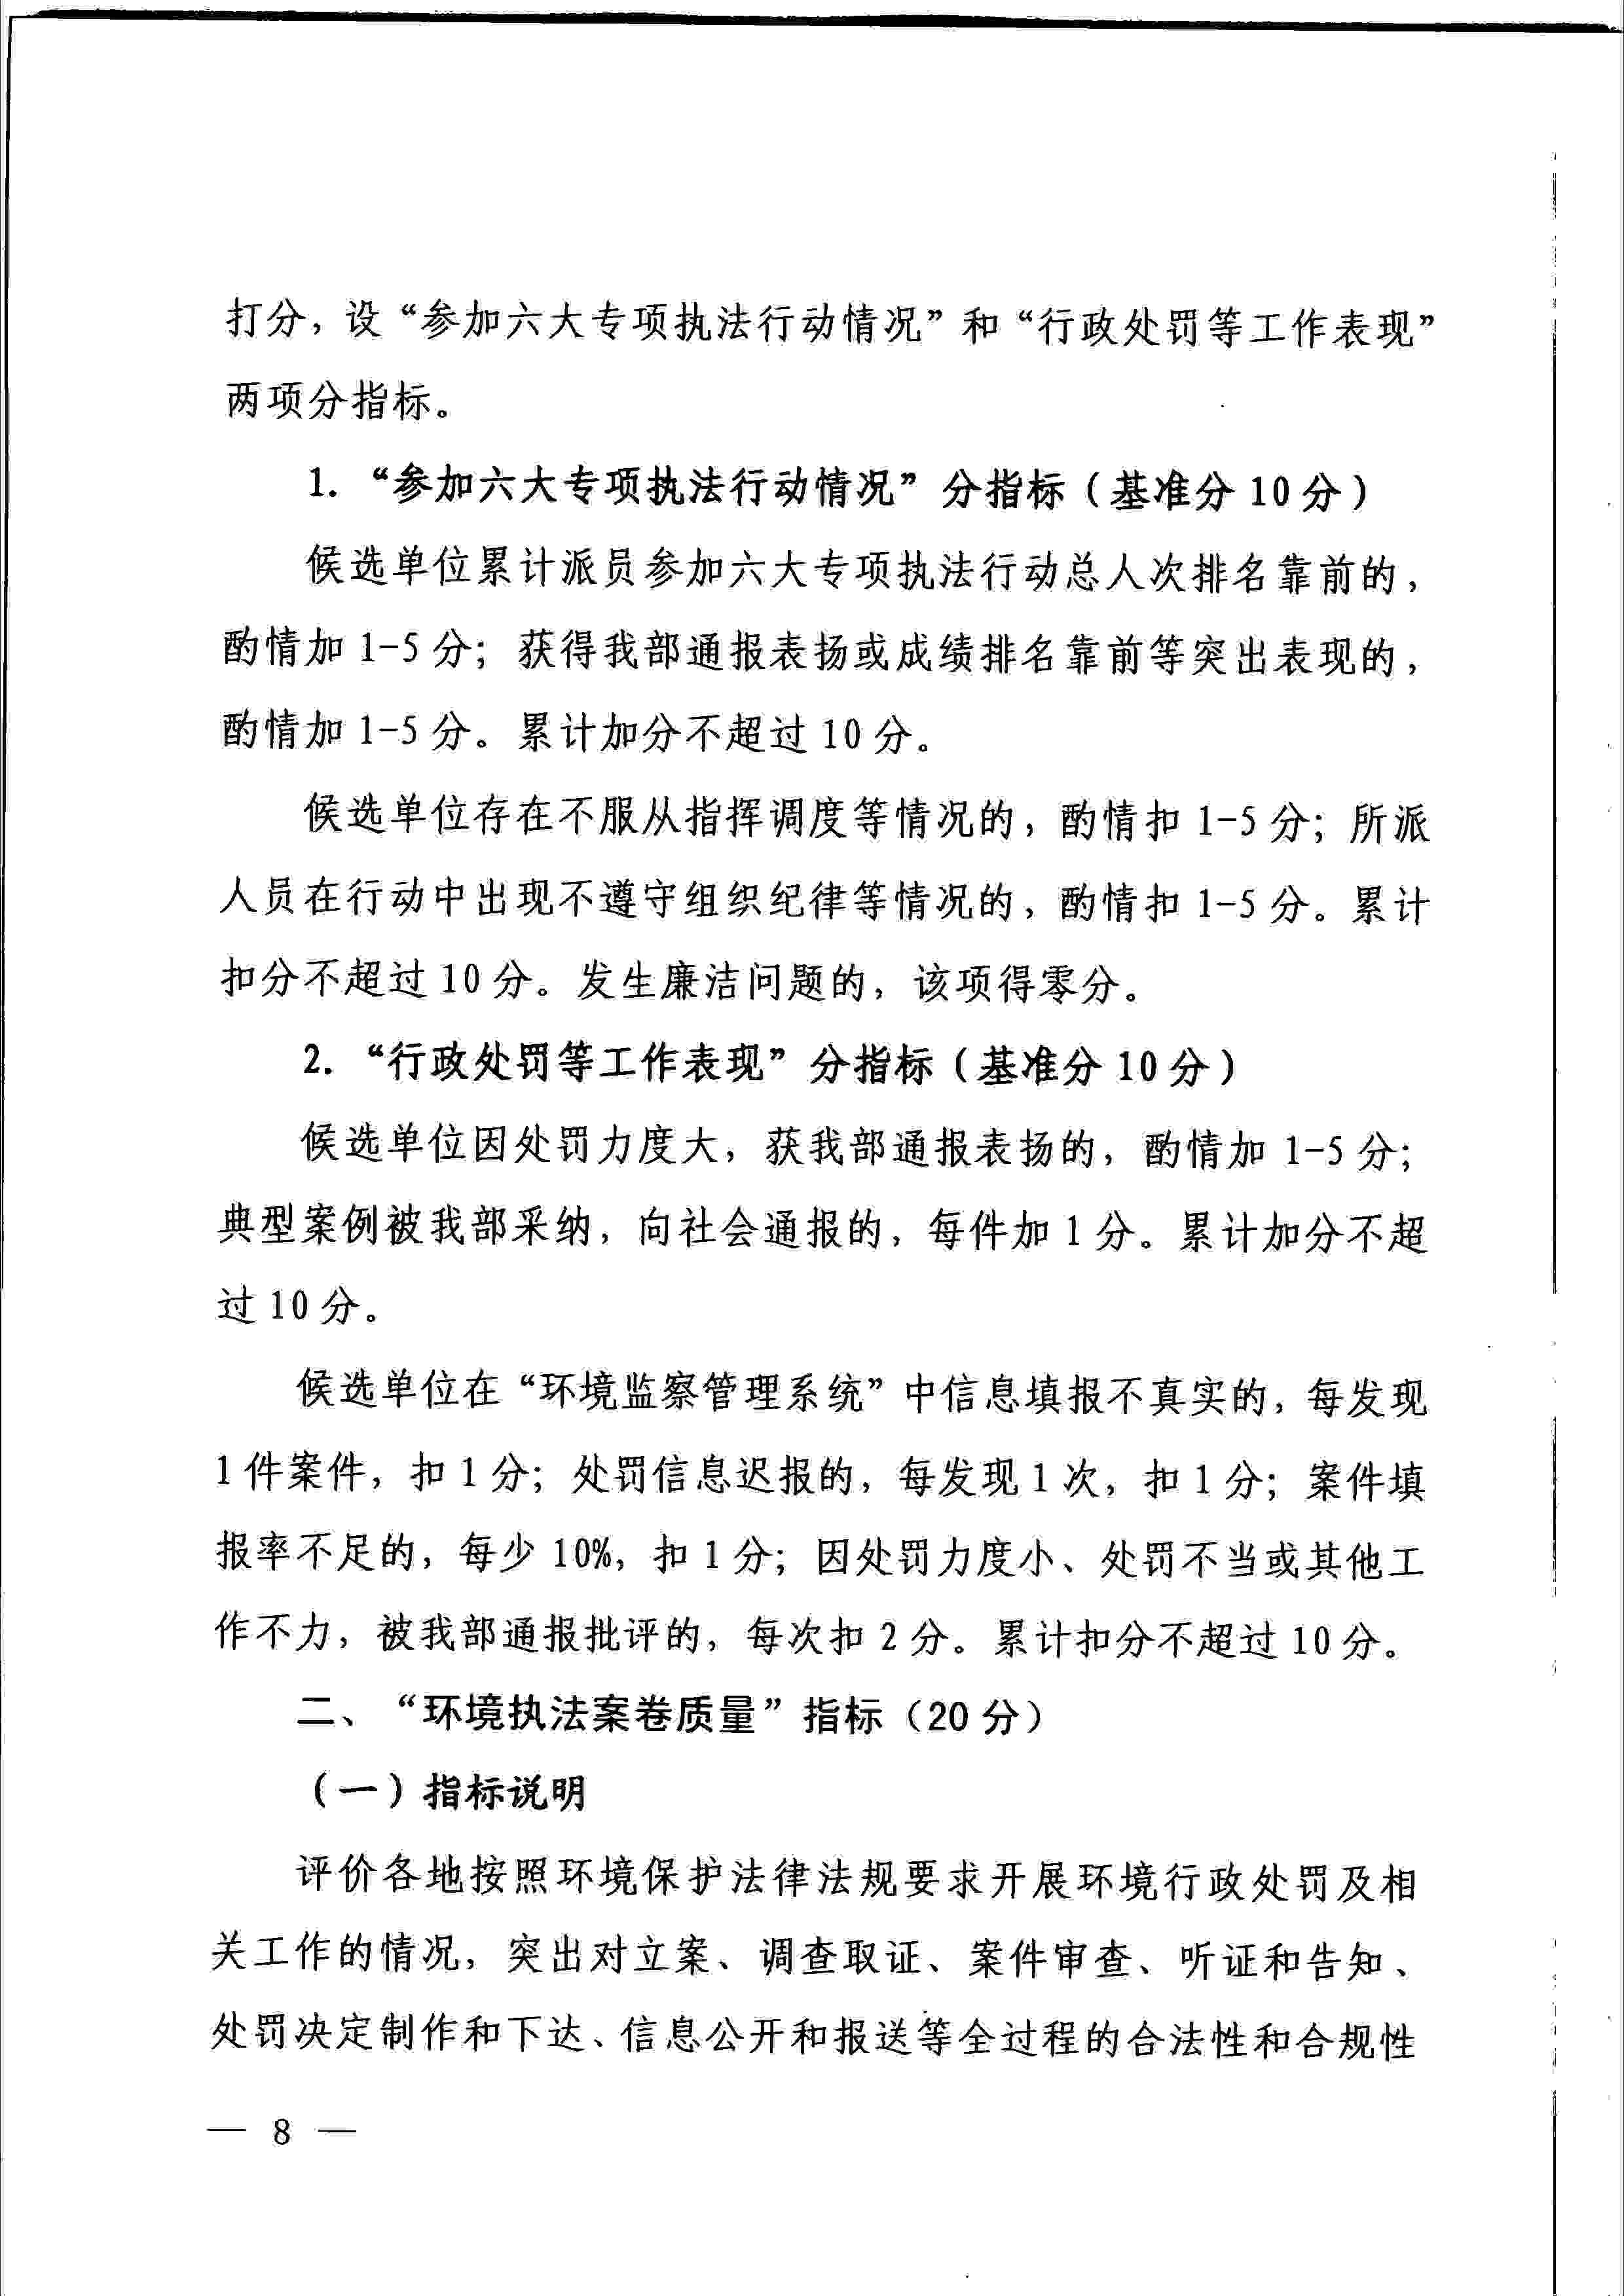 打分，设“参加六大专项执法行动情况”和“行政处罚等工作表现”
两项分指标。
1.“参加六大专项执法行动情况”分指标（基准分10分）
候选单位累计派员参加六大专项执法行动总人次排名靠前的，
酌情加1-5分；获得我部通报表扬或成绩排名靠前等突出表现的，
酌情加1-5分。累计加分不超过10分。
候选单位存在不服从指挥调度等情况的，酌情扣1-5分；所派
人员在行动中出现不遵守组织纪律等情况的，酌情扣1-5分。累计
扣分不超过10分。发生廉洁问题的，该项得零分。
2.“行政处罚等工作表现”分指标（基准分10分）
候选单位因处罚力度大，获我部通报表扬的，酌情加1-5分；
典型案例被我部采纳，向社会通报的，每件加1分。累计加分不超
过10分。
候选单位在“环境监察管理系统”中信息填报不真实的，每发现
1件案件，扣1分；处罚信息迟报的，每发现1次，扣1分；案件填
报率不足的，每少10%，扣1分；因处罚力度小、处罚不当或其他工
作不力，被我部通报批评的，每次扣2分。累计扣分不超过10分。
二、“环境执法案卷质量”指标（20分）
（一）指标说明
评价各地按照环境保护法律法规要求开展环境行政处罚及相
关工作的情况，突出对立案、调查取证、案件审查、听证和告知、
处罚决定制作和下达、信息公开和报送等全过程的合法性和合规性
— 8 —